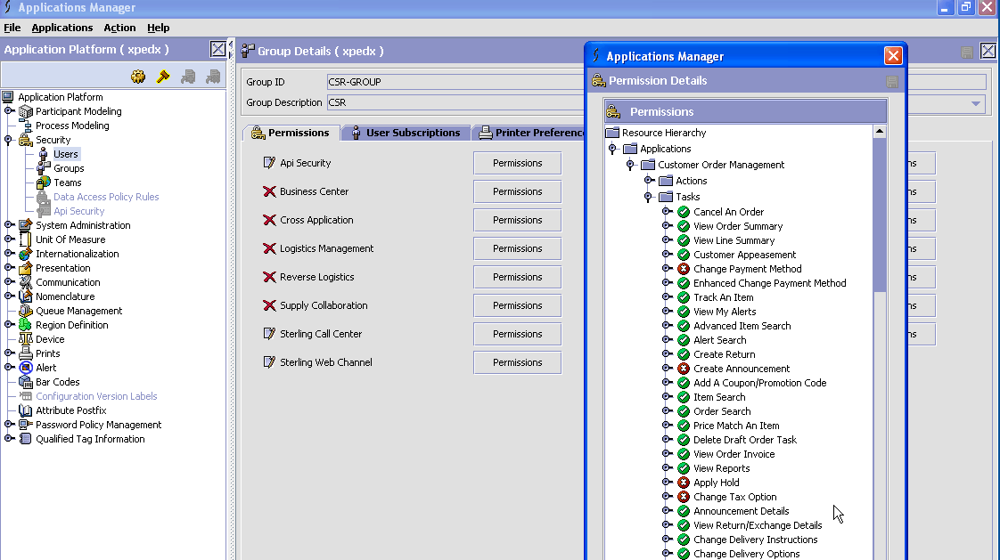 Applications Manager
File Applications Action Help
Application Platform ( xpedx )
Application Platform
Participant Modeling
Process Modeling
Security
Users
Groups
Teams
Data Access Policy Rules
Api Security
System Administration
Unit Of Measure
Internationalization
Presentation
Communication
Nomenclature
Queue Management
Region Definition
Device
Prints
Alert
Bar Codes
Configuration Version Labels
Attribute Postfix
Password Policy Management
Qualified Tag Information
Group Details ( xpedx )
Group ID CSR-GROUP
Group Description CSR
Permissions User Subscriptions Printer Preference
Api Security Permissions
Business Center Permissions
Cross Application Permissions
Logistics Management Permissions
Reverse Logistics Permissions
Supply Collaboration Permissions
Sterling Call Center Permissions
Sterling Web Channel Permissions
ns
ns
ns
ns
ns
ns
ns
Applications Manager
Permission Details
Permissions
Resource Hierarchy
Applications
Customer Order Management
Actions
Tasks
Cancel An Order
View Order Summary
View Line Summary
Customer Appeasement
Change Payment Method
Enhanced Change Payment Method
Track An Item
View My Alerts
Advanced Item Search
Alert Search
Create Return
Create Announcement
Add A Coupon/Promotion Code
Item Search
Order Search
Price Match An Item
Delete Draft Order Task
View Order Invoice
View Reports
Apply Hold
Change Tax Option
Announcement Details
View Return/Exchange Details
Change Delivery Instructions
Change Delivery Options